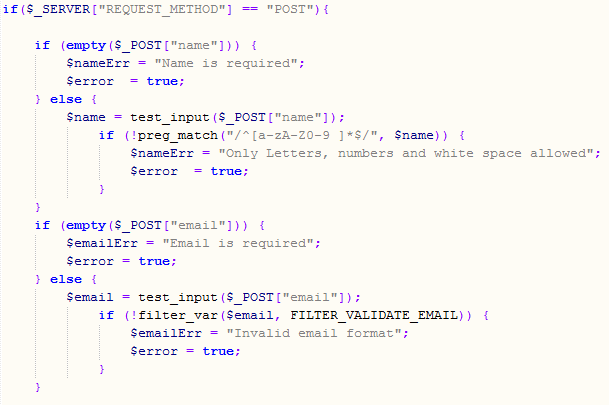 if($_SERVER["REQUEST_METHOD"] == "POST"){
if (empty($_POST["name"])) {
$nameErr = "Name is required";
$error  = true;
} else {
$name = test_input($_POST["name"]);
if (!preg_match("/^[a-zA-Z0-9 ]*$/", $name)) {
$nameErr = "Only Letters, numbers and white space allowed";
$error  = true;
}
}
if (empty($_POST["email"])) {
$emailErr = "Email is required";
$error = true;
} else {
$email = test_input($_POST["email"]);
if (!filter_var($email, FILTER_VALIDATE_EMAIL)) {
$emailErr = "Invalid email format";
$error = true;
}
}